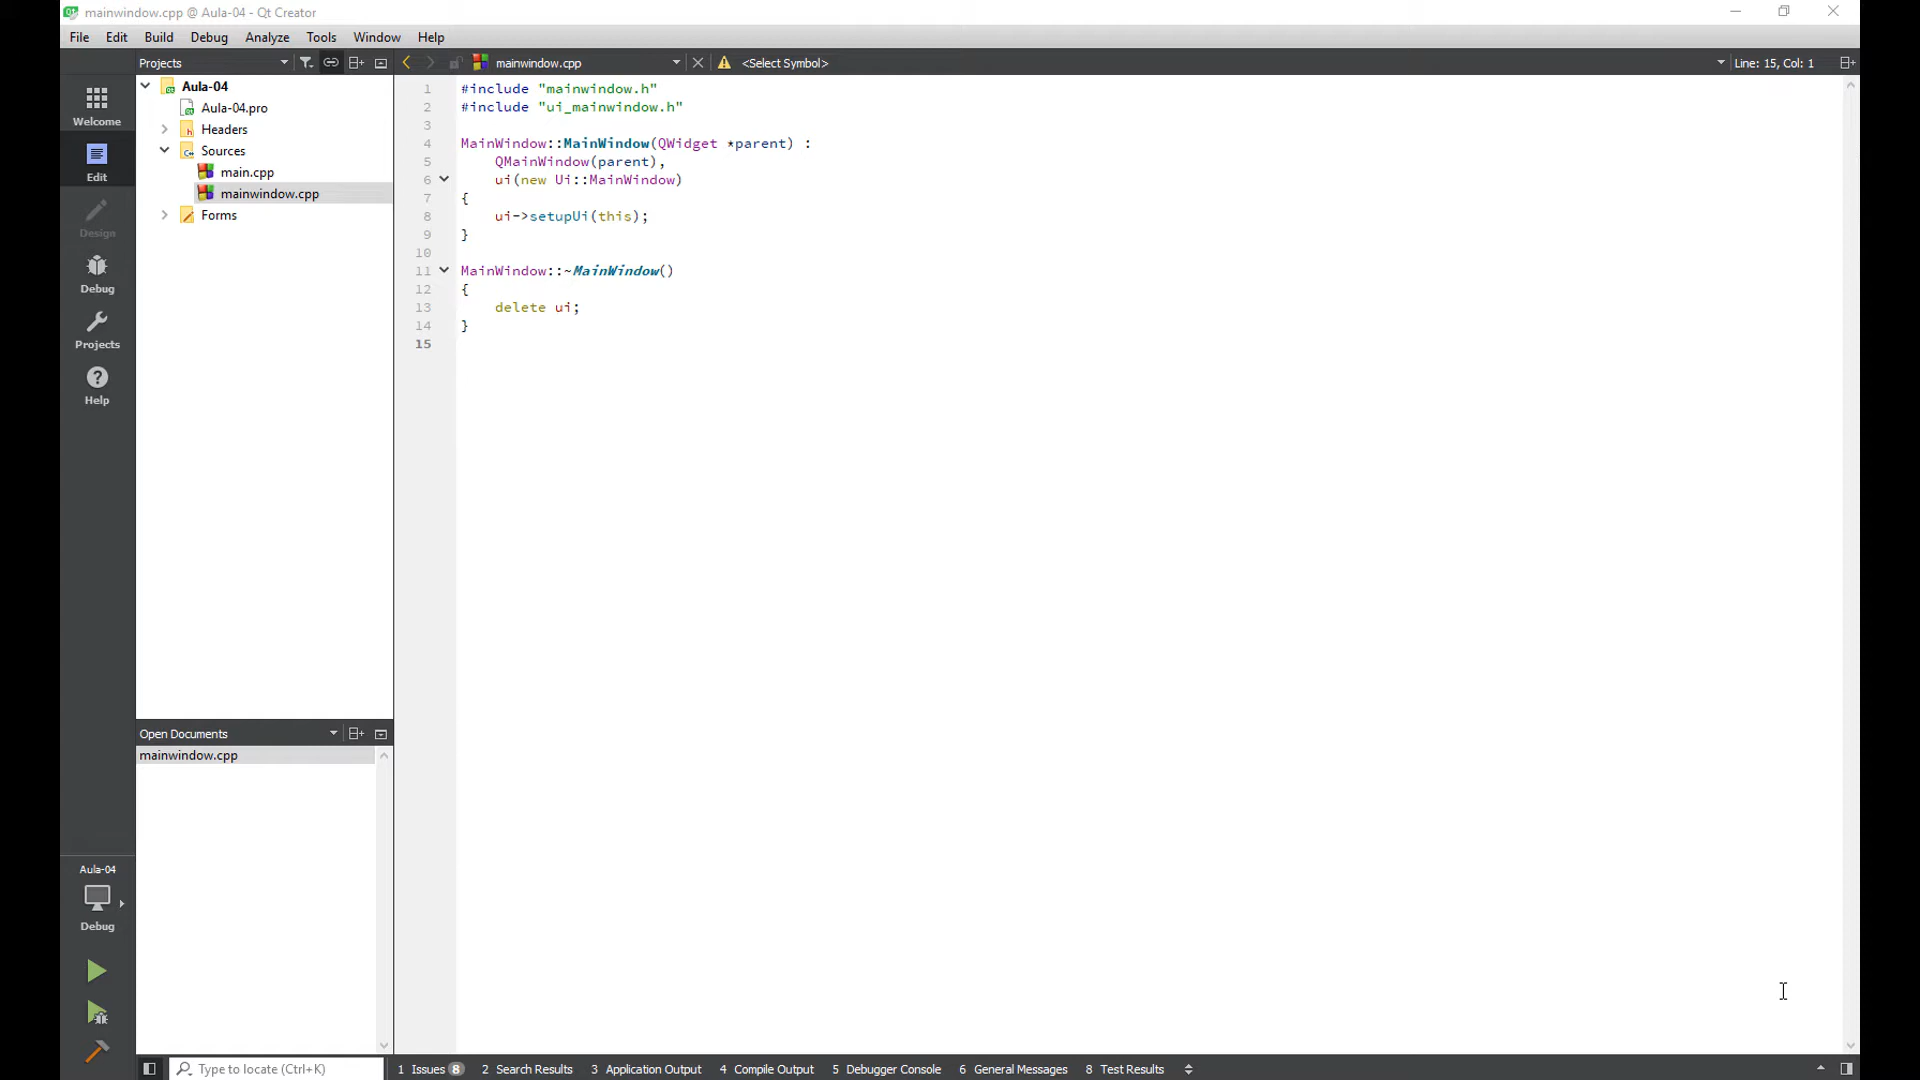 mainwindow.cpp @ Aula-04 - Qt Creator
File Edit Build Debug Analyze Tools Window Help
Projects
mainwindow.cpp
<Select Symbol>
Line: 15, Col: 1
Welcome
Edit
Design
Debug
Projects
Help
Aula-04
Aula-04.pro
Headers
Sources
main.cpp
mainwindow.cpp
Forms
1 #include "mainwindow.h"
2 #include "ui_mainwindow.h"
3
4 MainWindow::MainWindow(QWidget *parent) :
5     QMainWindow(parent),
6     ui(new Ui::MainWindow)
7 {
8     ui->setupUi(this);
9 }
10
11 MainWindow::~MainWindow()
12 {
13     delete ui;
14 }
15
Open Documents
mainwindow.cpp
Aula-04
Debug
Type to locate (Ctrl+K)
1 Issues 8 2 Search Results 3 Application Output 4 Compile Output 5 Debugger Console 6 General Messages 8 Test Results